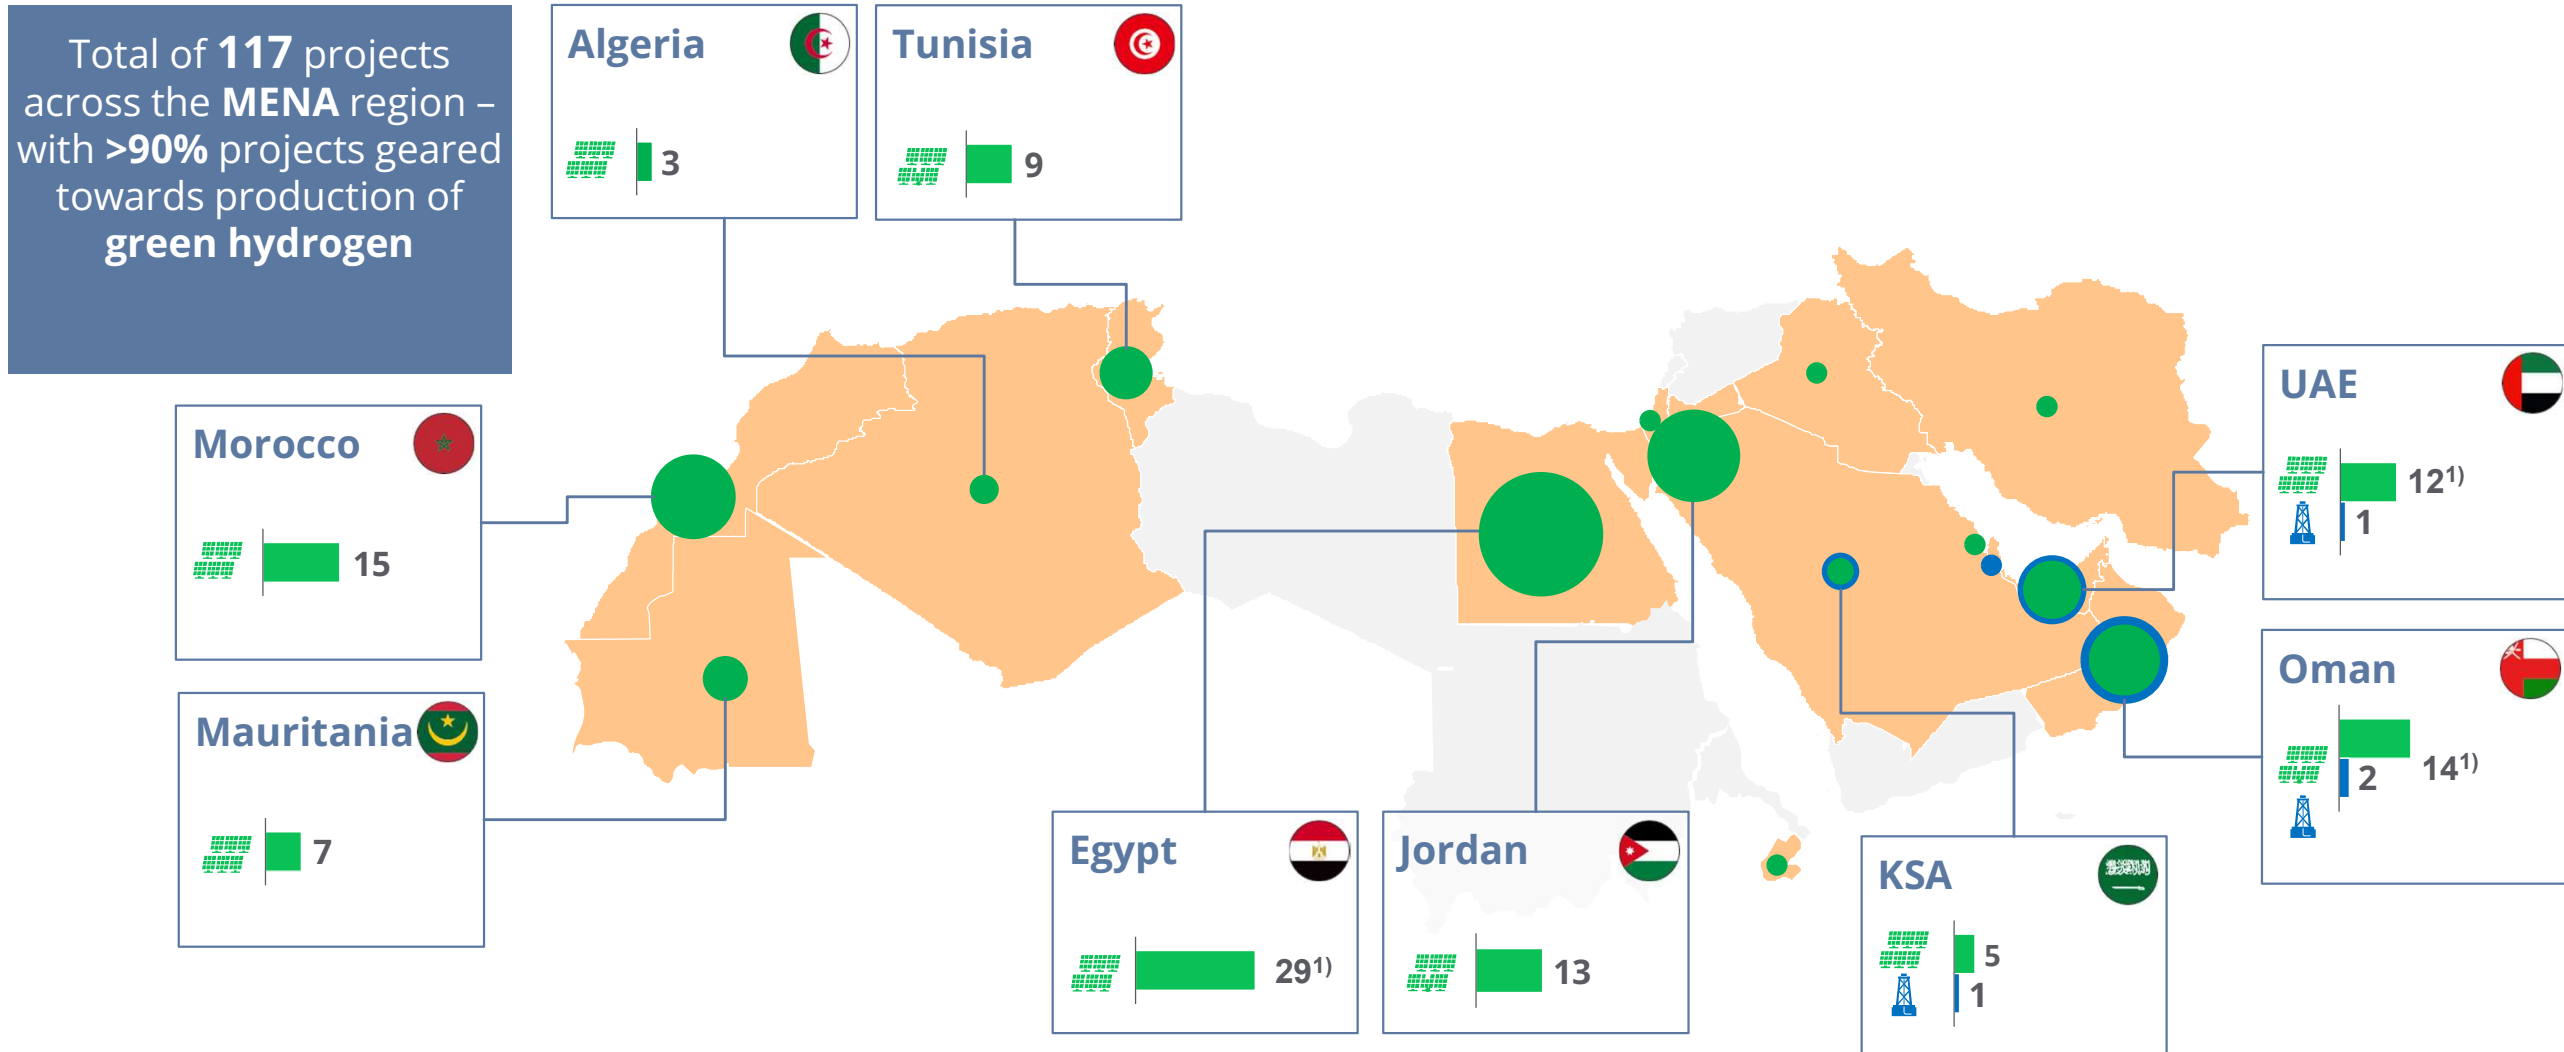 Total of 117 projects
across the MENA region –
with >90% projects geared
towards production of
green hydrogen
Algeria
3
Tunisia
9
Morocco
15
Mauritania
7
Egypt
29¹⁾
Jordan
13
KSA
5
1
UAE
12¹⁾
1
Oman
14¹⁾
2